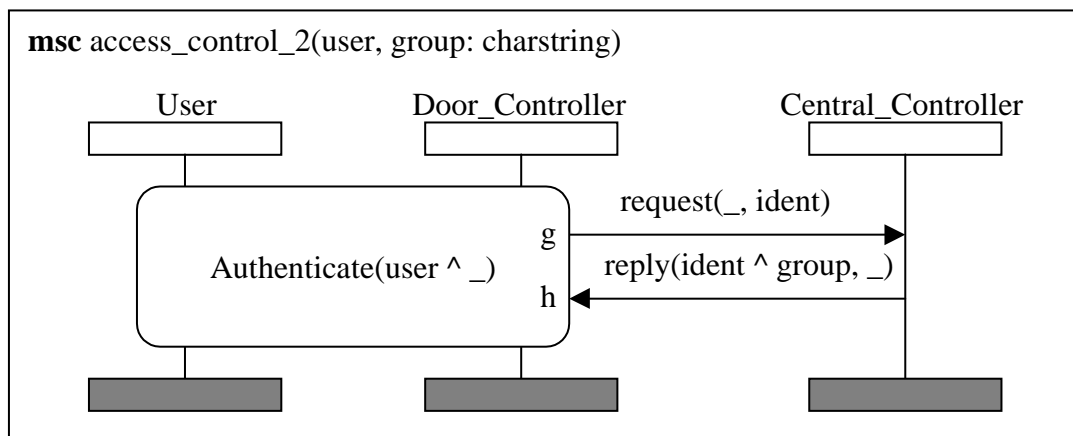 msc access_control_2(user, group: charstring)
User Door_Controller Central_Controller
request(_, ident)
g
Authenticate(user ^ _)
reply(ident ^ group, _)
h